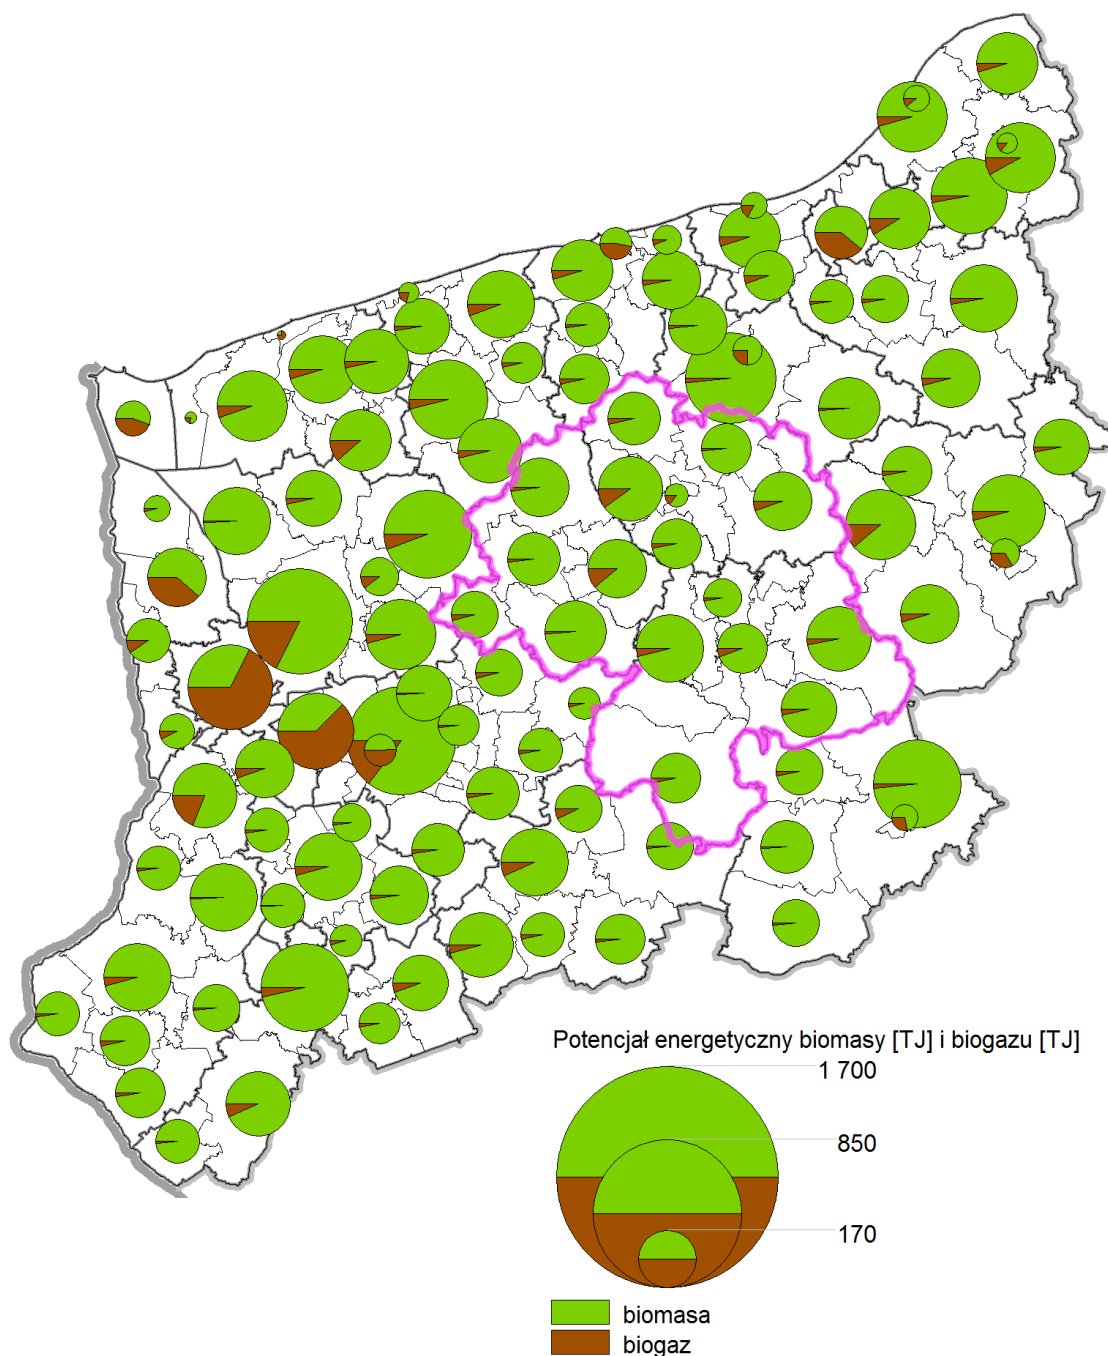 Potencjał energetyczny biomasy [TJ] i biogazu [TJ]
1 700
850
170
biomasa
biogaz